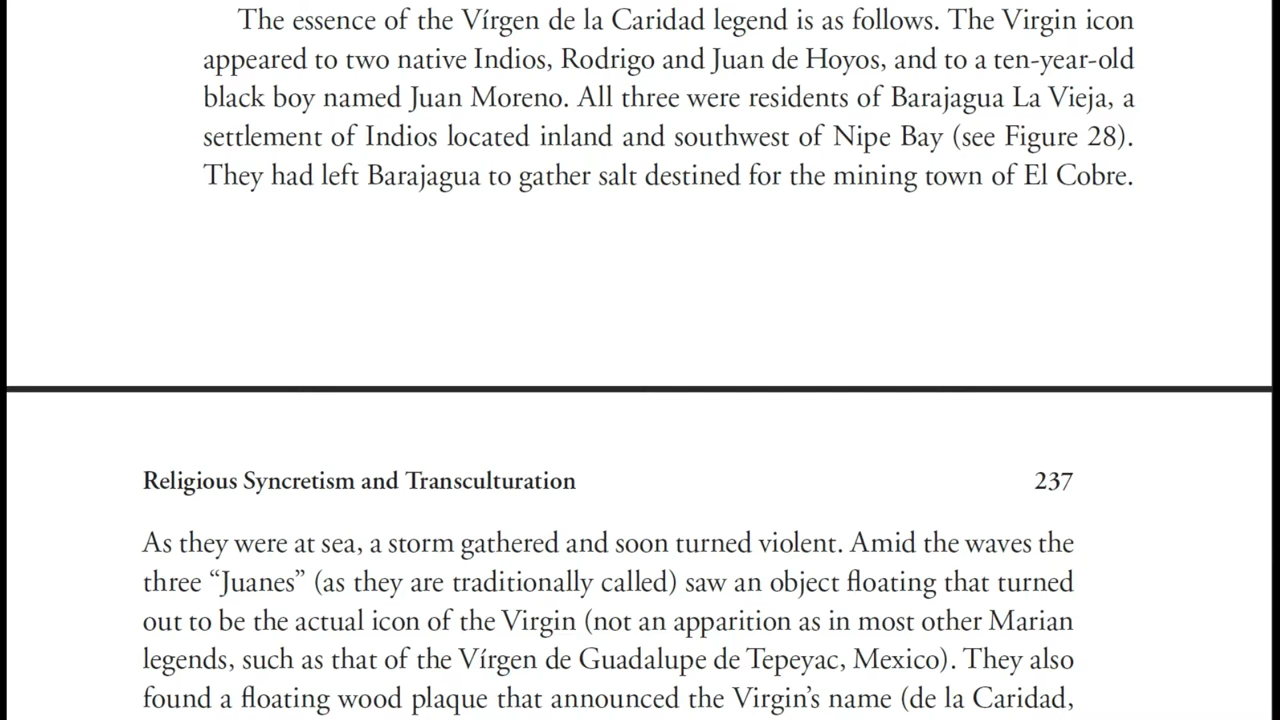 The essence of the Vírgen de la Caridad legend is as follows. The Virgin icon
appeared to two native Indios, Rodrigo and Juan de Hoyos, and to a ten-year-old
black boy named Juan Moreno. All three were residents of Barajagua La Vieja, a
settlement of Indios located inland and southwest of Nipe Bay (see Figure 28).
They had left Barajagua to gather salt destined for the mining town of El Cobre.
Religious Syncretism and Transculturation 237
As they were at sea, a storm gathered and soon turned violent. Amid the waves the
three “Juanes” (as they are traditionally called) saw an object floating that turned
out to be the actual icon of the Virgin (not an apparition as in most other Marian
legends, such as that of the Vírgen de Guadalupe de Tepeyac, Mexico). They also
found a floating wood plaque that announced the Virgin’s name (de la Caridad,